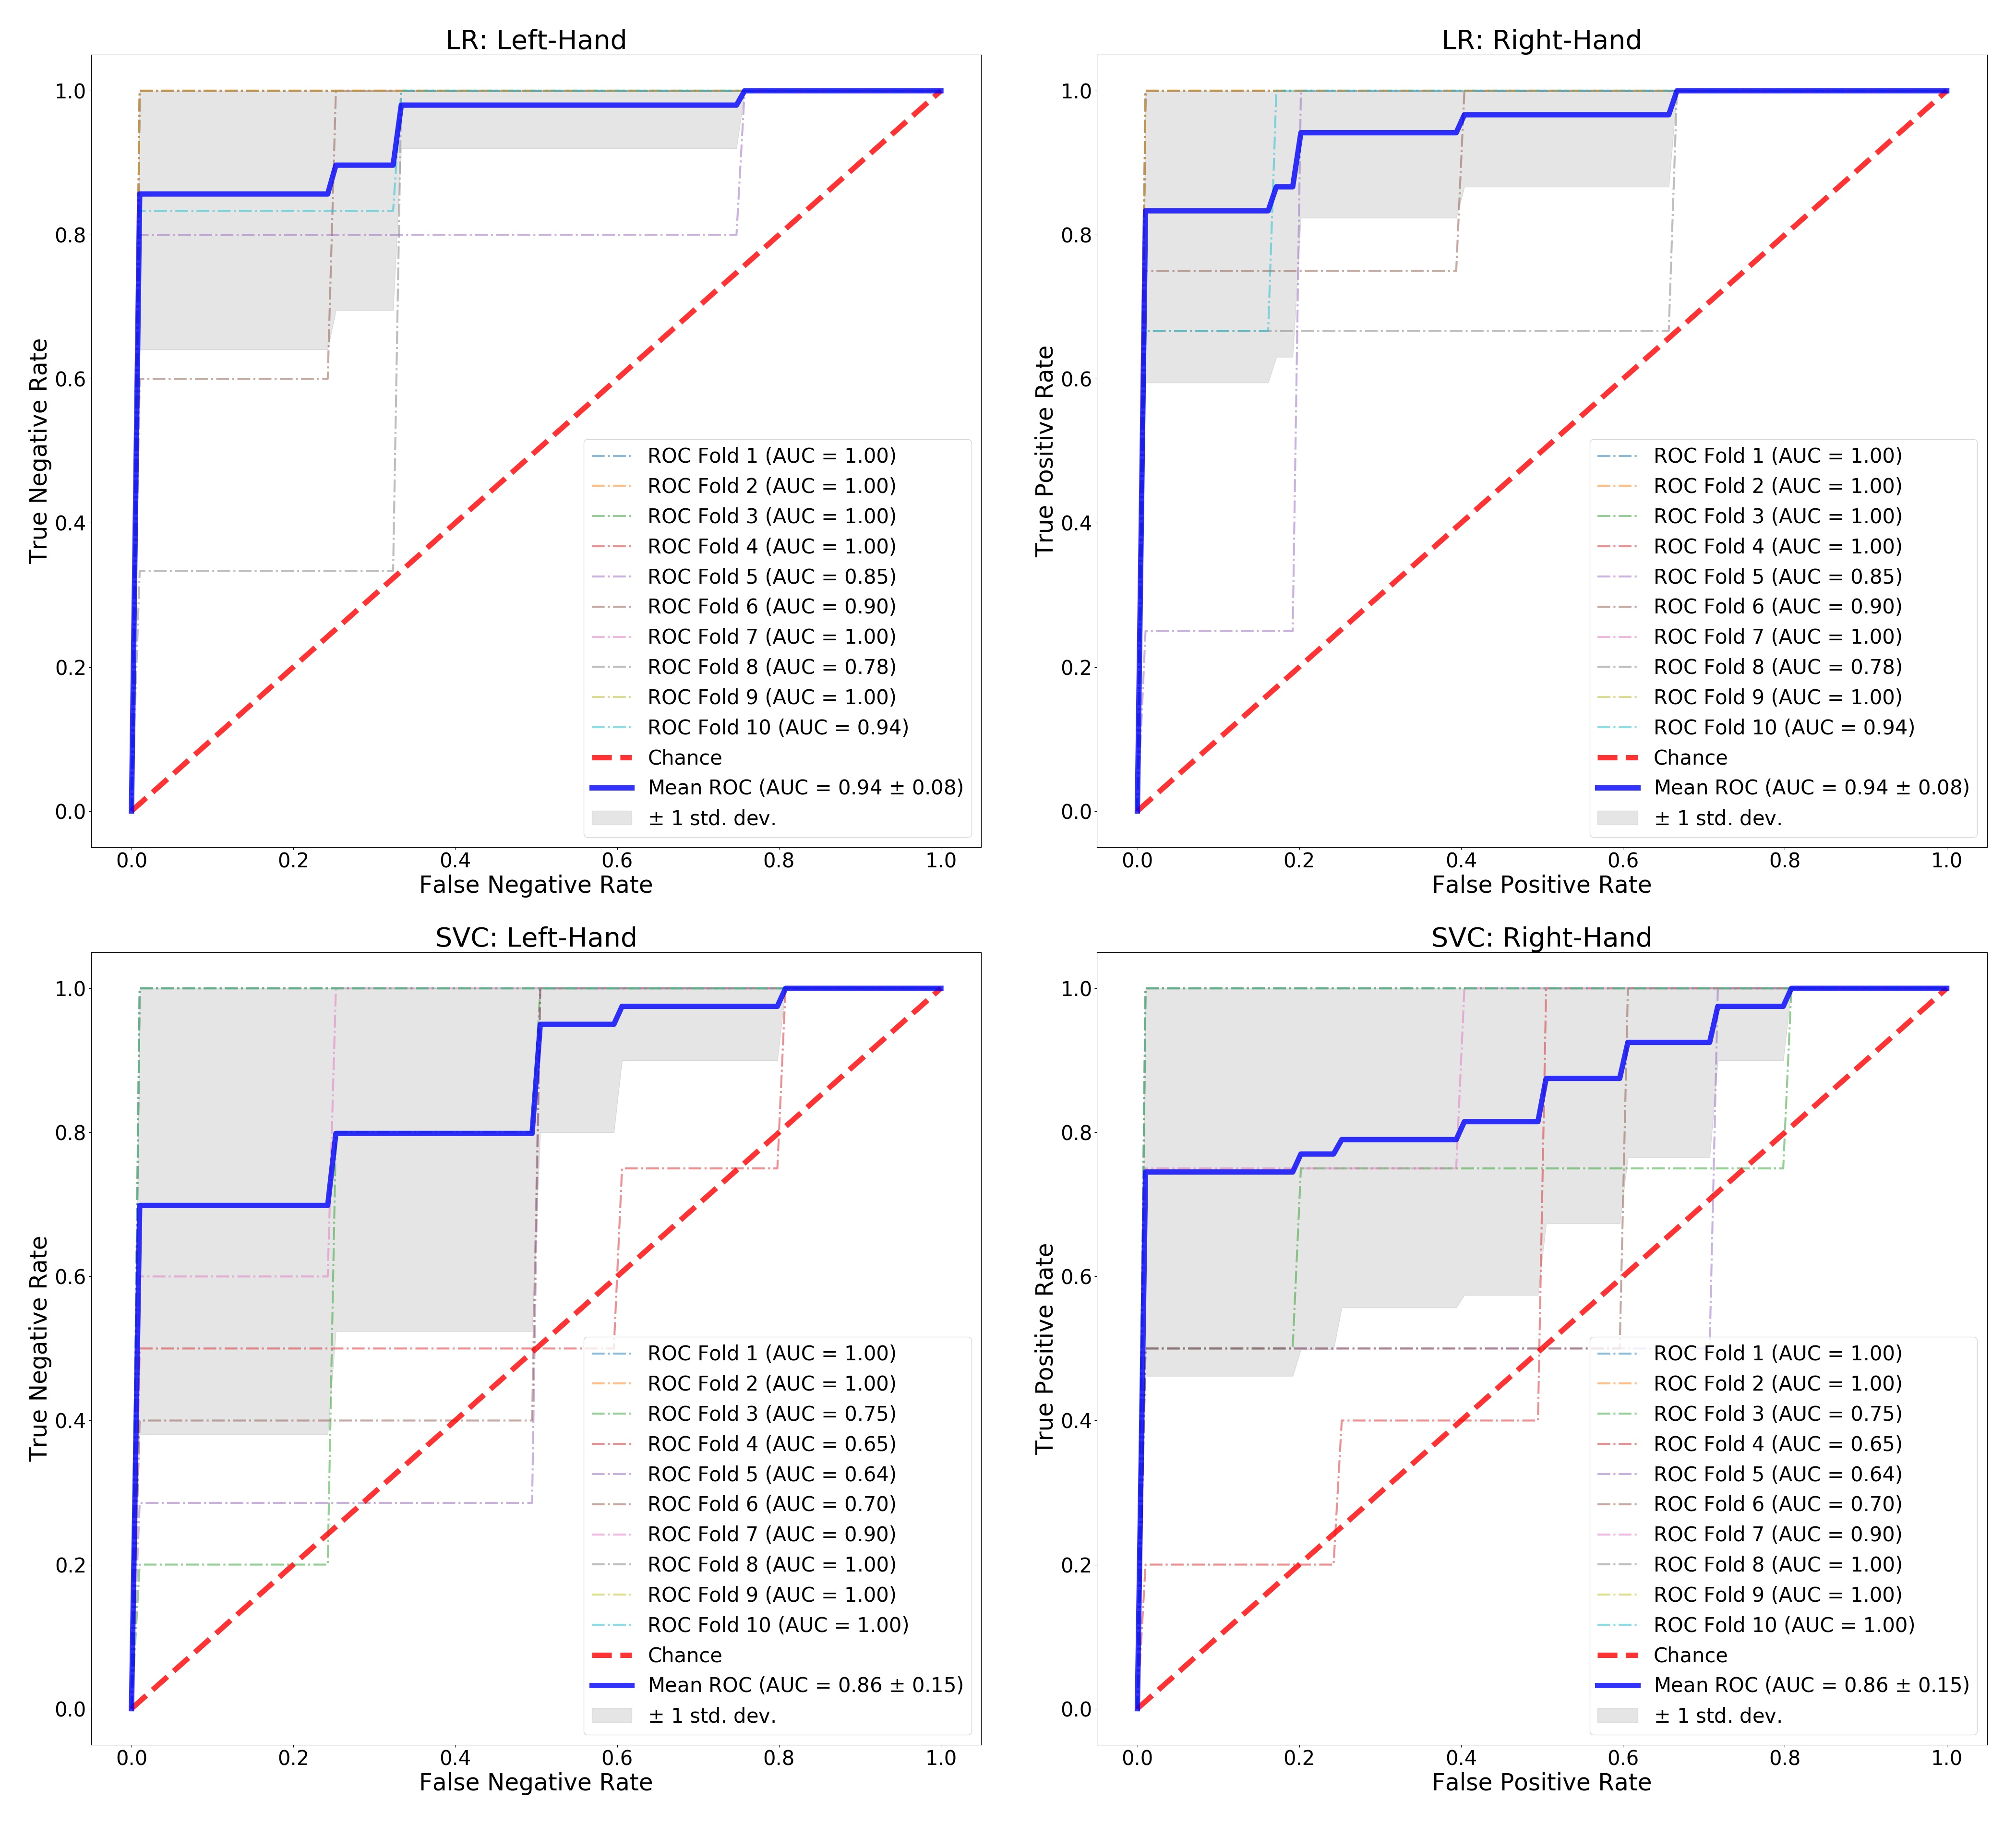 LR: Left-Hand
True Negative Rate
1.0
0.8
0.6
0.4
0.2
0.0
ROC Fold 1 (AUC = 1.00)
ROC Fold 2 (AUC = 1.00)
ROC Fold 3 (AUC = 1.00)
ROC Fold 4 (AUC = 1.00)
ROC Fold 5 (AUC = 0.85)
ROC Fold 6 (AUC = 0.90)
ROC Fold 7 (AUC = 1.00)
ROC Fold 8 (AUC = 0.78)
ROC Fold 9 (AUC = 1.00)
ROC Fold 10 (AUC = 0.94)
Chance
Mean ROC (AUC = 0.94 ± 0.08)
± 1 std. dev.
0.0 0.2 0.4 0.6 0.8 1.0
False Negative Rate
LR: Right-Hand
True Positive Rate
1.0
0.8
0.6
0.4
0.2
0.0
ROC Fold 1 (AUC = 1.00)
ROC Fold 2 (AUC = 1.00)
ROC Fold 3 (AUC = 1.00)
ROC Fold 4 (AUC = 1.00)
ROC Fold 5 (AUC = 0.85)
ROC Fold 6 (AUC = 0.90)
ROC Fold 7 (AUC = 1.00)
ROC Fold 8 (AUC = 0.78)
ROC Fold 9 (AUC = 1.00)
ROC Fold 10 (AUC = 0.94)
Chance
Mean ROC (AUC = 0.94 ± 0.08)
± 1 std. dev.
0.0 0.2 0.4 0.6 0.8 1.0
False Positive Rate
SVC: Left-Hand
True Negative Rate
1.0
0.8
0.6
0.4
0.2
0.0
ROC Fold 1 (AUC = 1.00)
ROC Fold 2 (AUC = 1.00)
ROC Fold 3 (AUC = 0.75)
ROC Fold 4 (AUC = 0.65)
ROC Fold 5 (AUC = 0.64)
ROC Fold 6 (AUC = 0.70)
ROC Fold 7 (AUC = 0.90)
ROC Fold 8 (AUC = 1.00)
ROC Fold 9 (AUC = 1.00)
ROC Fold 10 (AUC = 1.00)
Chance
Mean ROC (AUC = 0.86 ± 0.15)
± 1 std. dev.
0.0 0.2 0.4 0.6 0.8 1.0
False Negative Rate
SVC: Right-Hand
True Positive Rate
1.0
0.8
0.6
0.4
0.2
0.0
ROC Fold 1 (AUC = 1.00)
ROC Fold 2 (AUC = 1.00)
ROC Fold 3 (AUC = 0.75)
ROC Fold 4 (AUC = 0.65)
ROC Fold 5 (AUC = 0.64)
ROC Fold 6 (AUC = 0.70)
ROC Fold 7 (AUC = 0.90)
ROC Fold 8 (AUC = 1.00)
ROC Fold 9 (AUC = 1.00)
ROC Fold 10 (AUC = 1.00)
Chance
Mean ROC (AUC = 0.86 ± 0.15)
± 1 std. dev.
0.0 0.2 0.4 0.6 0.8 1.0
False Positive Rate